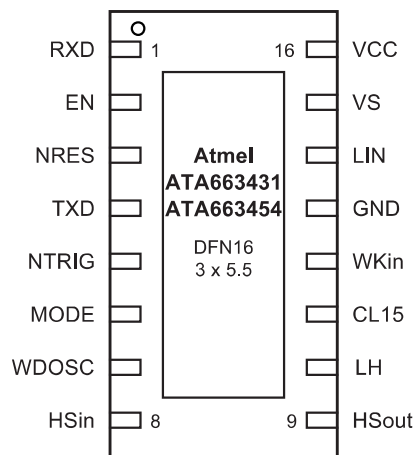 RXD 1 16 VCC
EN VS
NRES LIN
TXD GND
NTRIG WKin
MODE CL15
WDOSC LH
HSin 8 9 HSout
Atmel
ATA663431
ATA663454
DFN16
3 x 5.5